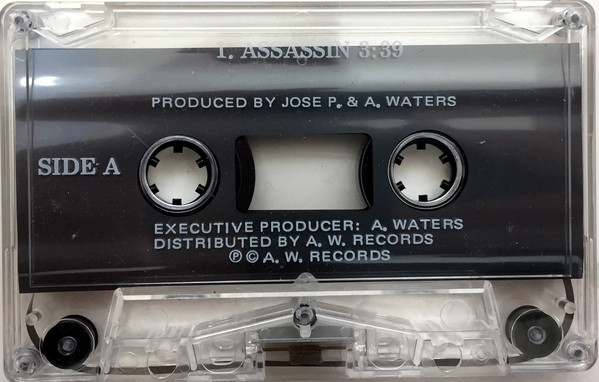 1. ASSASSIN 3:39
PRODUCED BY JOSE P. & A. WATERS
SIDE A
EXECUTIVE PRODUCER: A. WATERS
DISTRIBUTED BY A. W. RECORDS
℗ © A. W. RECORDS